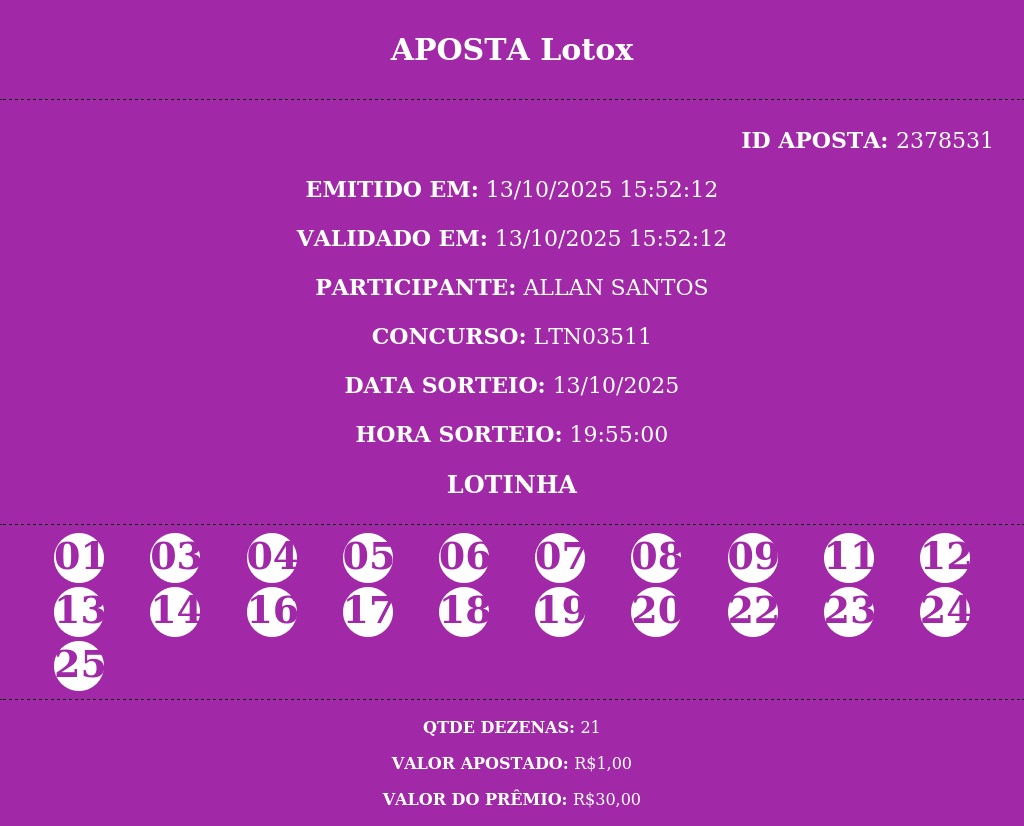 APOSTA Lotox
ID APOSTA: 2378531
EMITIDO EM: 13/10/2025 15:52:12
VALIDADO EM: 13/10/2025 15:52:12
PARTICIPANTE: ALLAN SANTOS
CONCURSO: LTN03511
DATA SORTEIO: 13/10/2025
HORA SORTEIO: 19:55:00
LOTINHA
01 03 04 05 06 07 08 09 11 12
13 14 16 17 18 19 20 22 23 24
25
QTDE DEZENAS: 21
VALOR APOSTADO: R$1,00
VALOR DO PRÊMIO: R$30,00